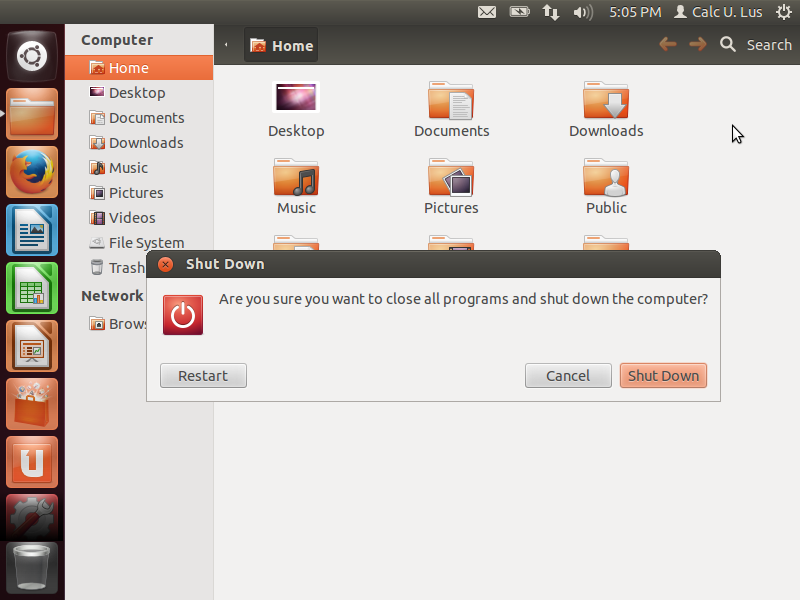 5:05 PM Calc U. Lus
Computer
Home
Desktop
Documents
Downloads
Music
Pictures
Videos
File System
Trash
Network
Home
Search
Desktop Documents Downloads
Music Pictures Public
Shut Down
Are you sure you want to close all programs and shut down the computer?
Restart Cancel Shut Down